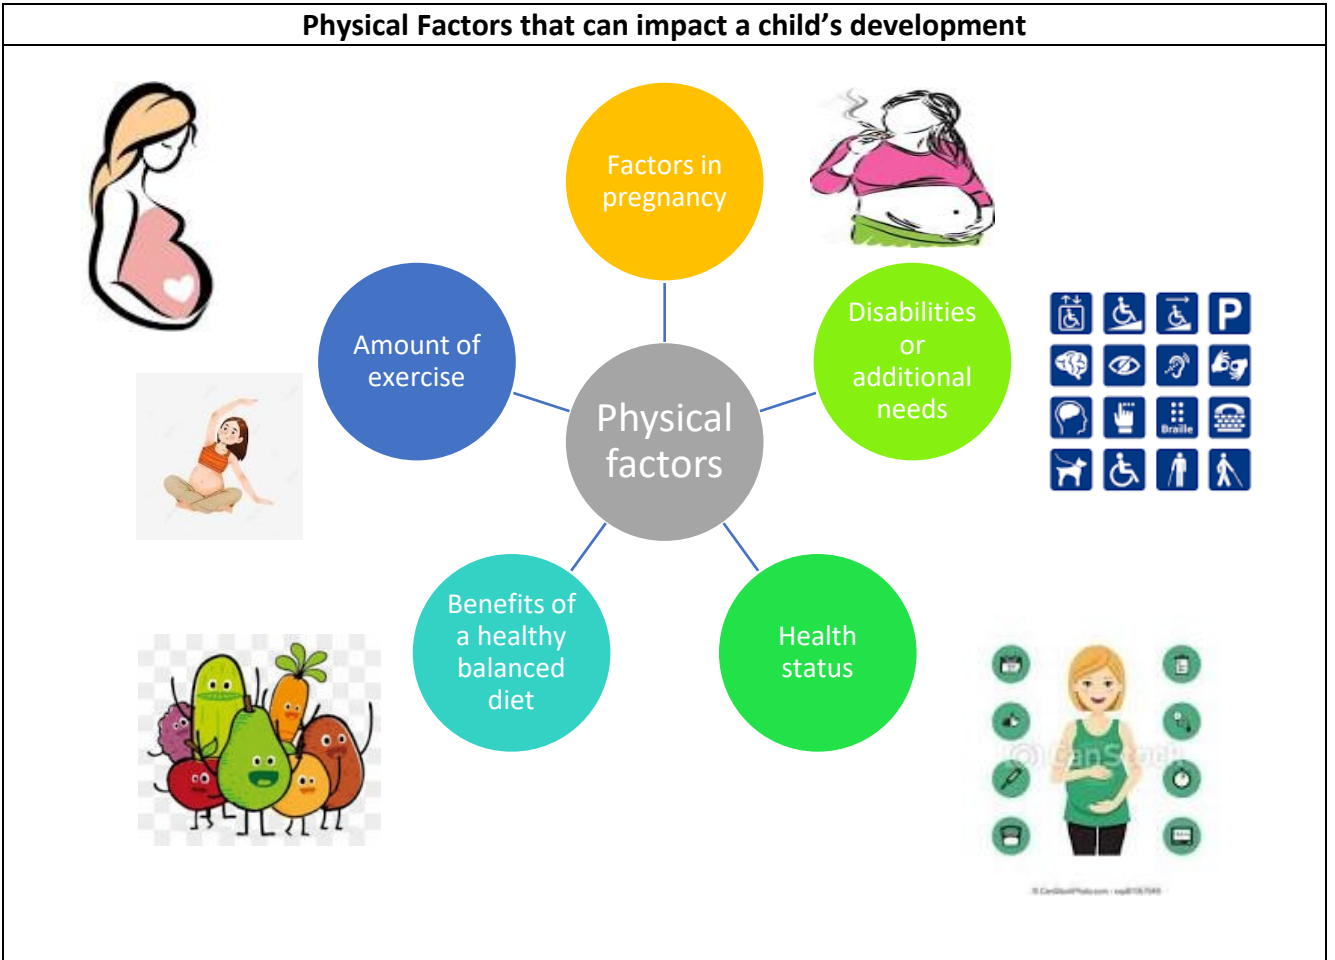 Physical Factors that can impact a child's development
Factors in
pregnancy
Disabilities
or
additional
needs
Amount of
exercise
Physical
factors
Benefits of
a healthy
balanced
diet
Health
status
P
Braille
CanStock